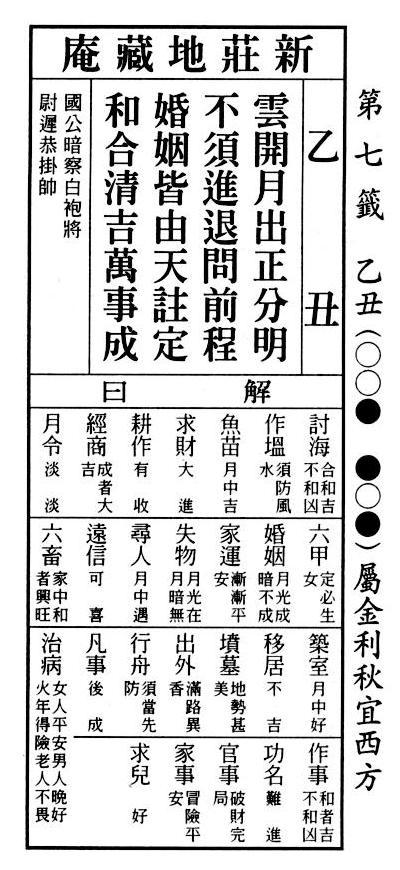 第七籤　乙丑（○○●　●○●）屬金利秋宜西方
新莊地藏庵
乙丑
雲開月出正分明
不須進退問前程
婚姻皆由天註定
和合清吉萬事成
國公暗察白袍將
尉遲恭掛帥
解曰
討海 合和吉不和凶
作塭 須防風水
魚苗 月中吉
求財 大進
耕作 有收
經商 成者大吉
月令 淡淡
六甲 定必生女
婚姻 月光成暗不成
家運 漸漸平安
失物 月光在月暗無
尋人 月中遇
遠信 可喜
六畜 家中和者興旺
築室 月中好
移居 不吉
墳墓 地勢甚美
出外 滿路異香
行舟 須當先防
凡事 後成
治病 女人平安男人晚好火年得險老人不畏
作事 和者吉不和凶
功名 難進
官事 破財完局
家事 冒險平安
求兒 好